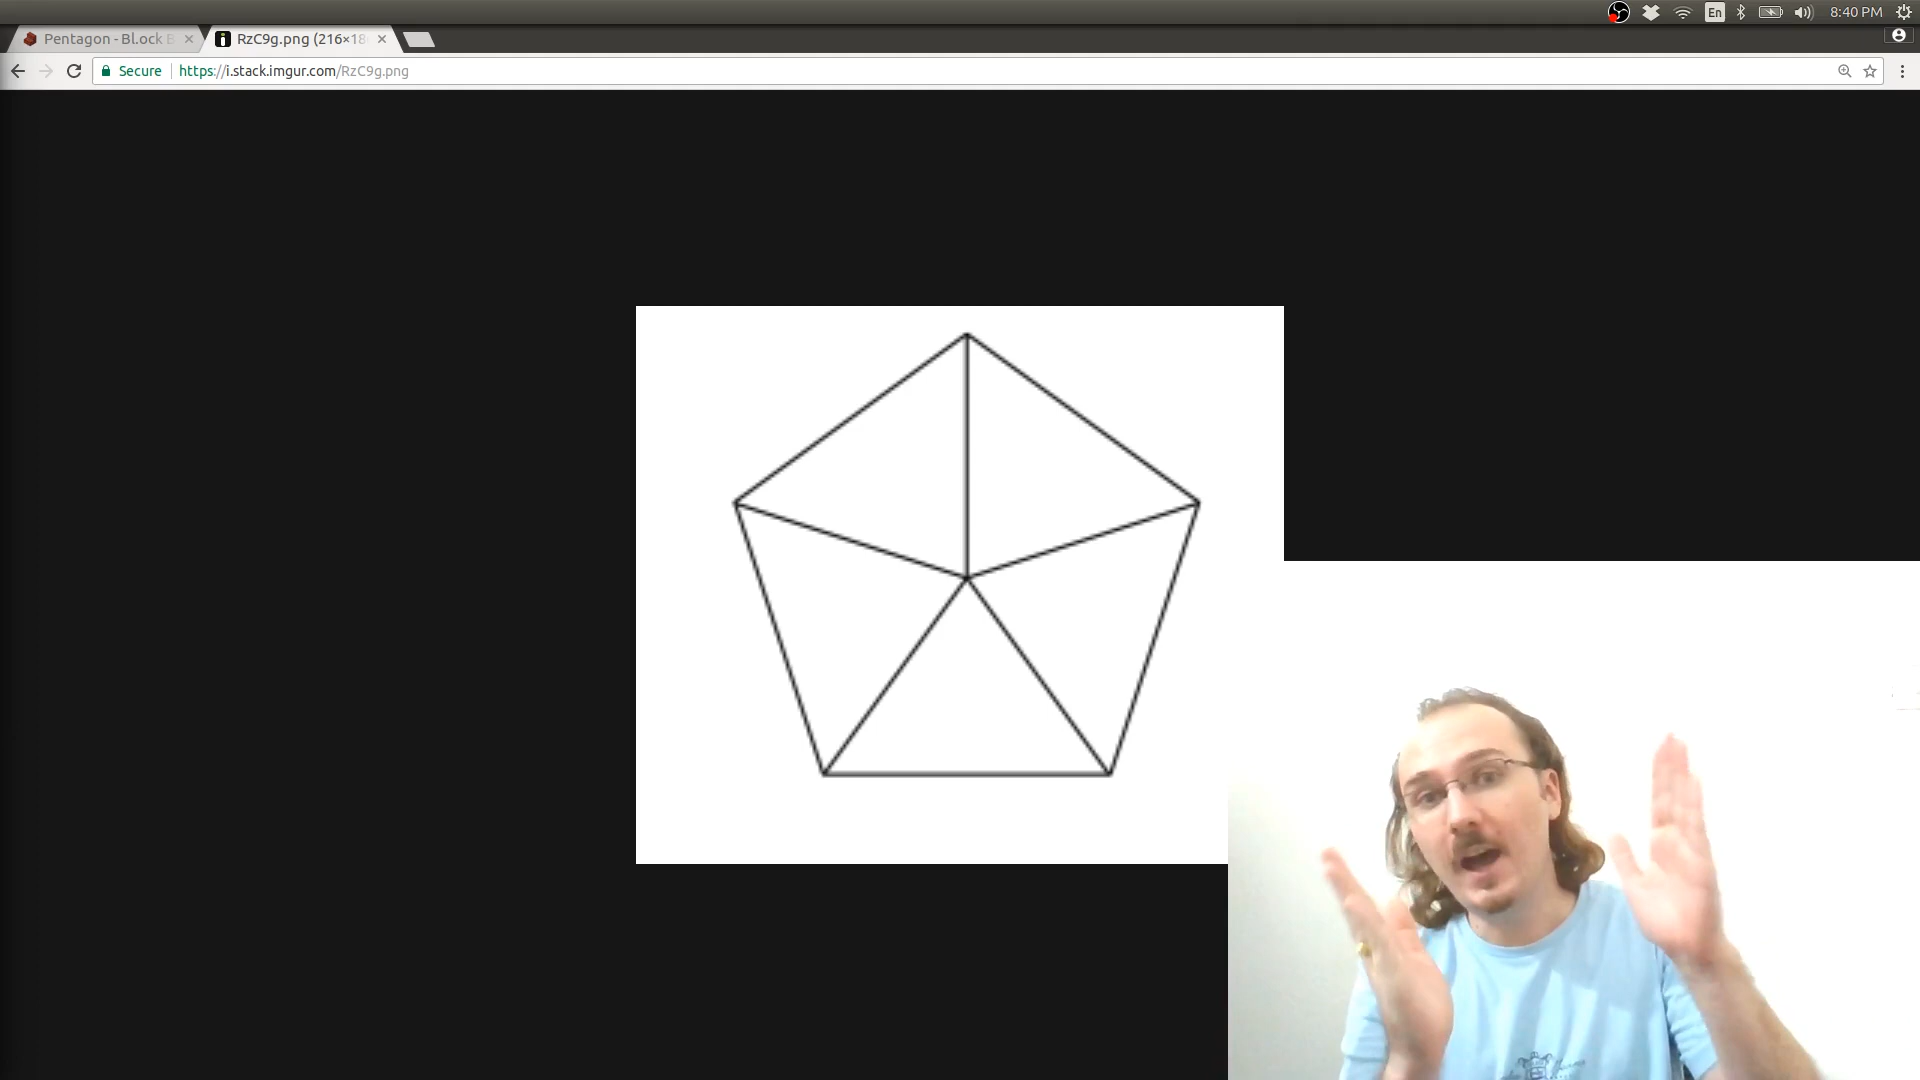 En
8:40 PM
Pentagon - Bl.ock B
RzC9g.png (216×18
Secure
https://i.stack.imgur.com/RzC9g.png